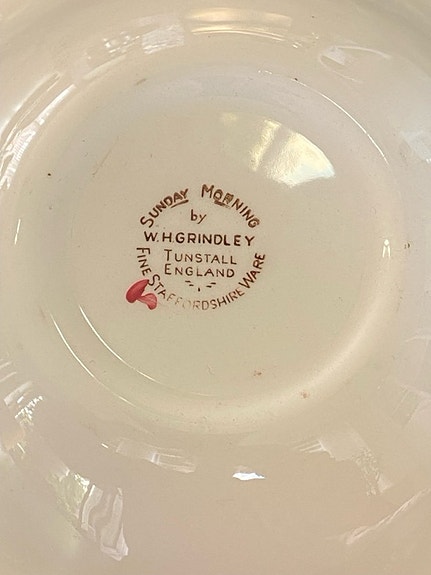 SUNDAY MORNING
by
W.H.GRINDLEY
TUNSTALL
ENGLAND
FINE STAFFORDSHIRE WARE